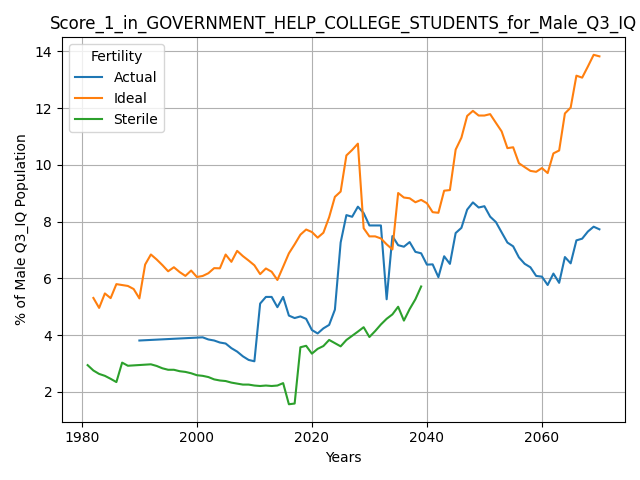 Score_1_in_GOVERNMENT_HELP_COLLEGE_STUDENTS_for_Male_Q3_IQ
Fertility
Actual
Ideal
Sterile
% of Male Q3_IQ Population
14
12
10
8
6
4
2
1980 2000 2020 2040 2060
Years